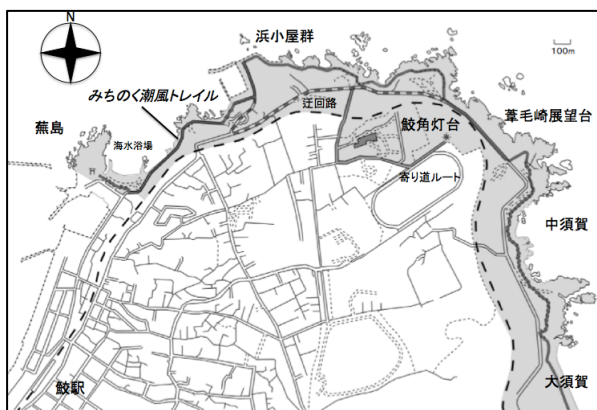 N
浜小屋群
100m
みちのく潮風トレイル
迂回路
葦毛崎展望台
蕪島
海水浴場
鮫角灯台
寄り道ルート
中須賀
鮫駅
大須賀